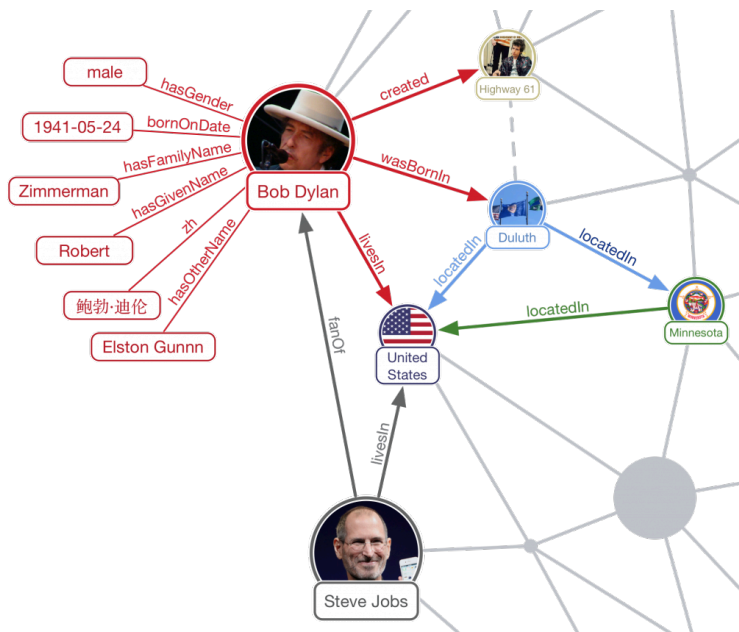 male
hasGender
created
Highway 61
1941-05-24
bornOnDate
hasFamilyName
wasBornIn
Zimmerman
hasGivenName
Bob Dylan
zh
Robert
hasOtherName
livesIn
Duluth
locatedIn
locatedIn
鲍勃·迪伦
Elston Gunnn
fanOf
United
States
locatedIn
Minnesota
livesIn
Steve Jobs